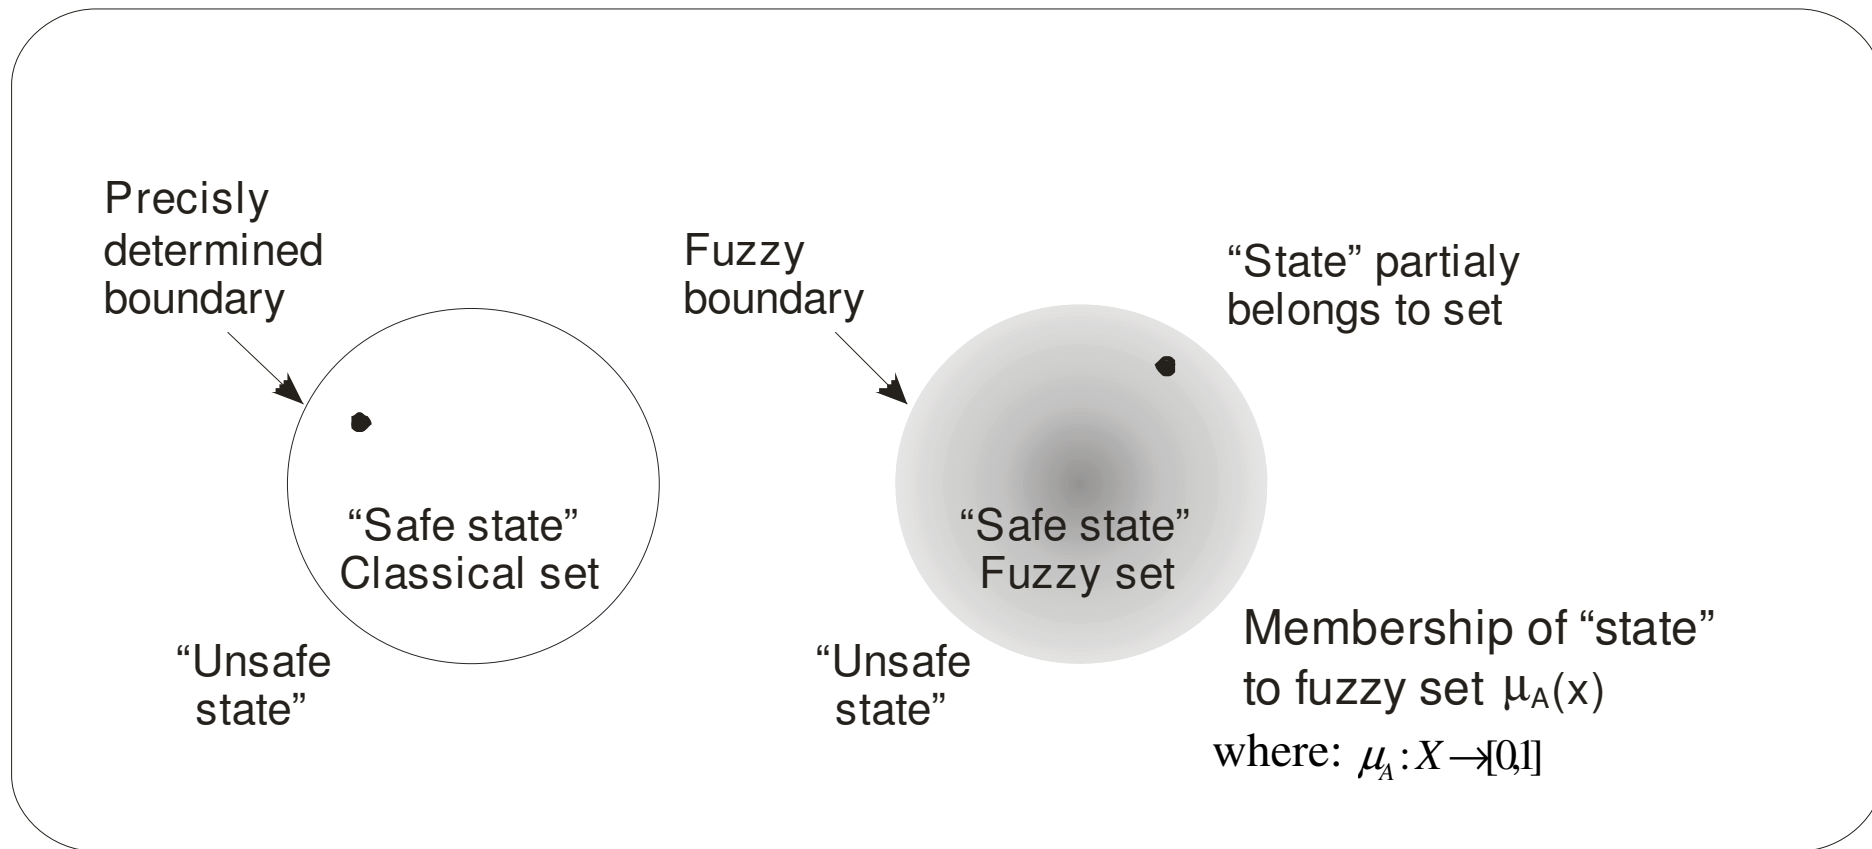 Precisly
determined
boundary
“Safe state”
Classical set
“Unsafe
state”
Fuzzy
boundary
“State” partialy
belongs to set
“Safe state”
Fuzzy set
“Unsafe
state”
Membership of “state”
to fuzzy set μA(x)
where: μA : X →[0,1]